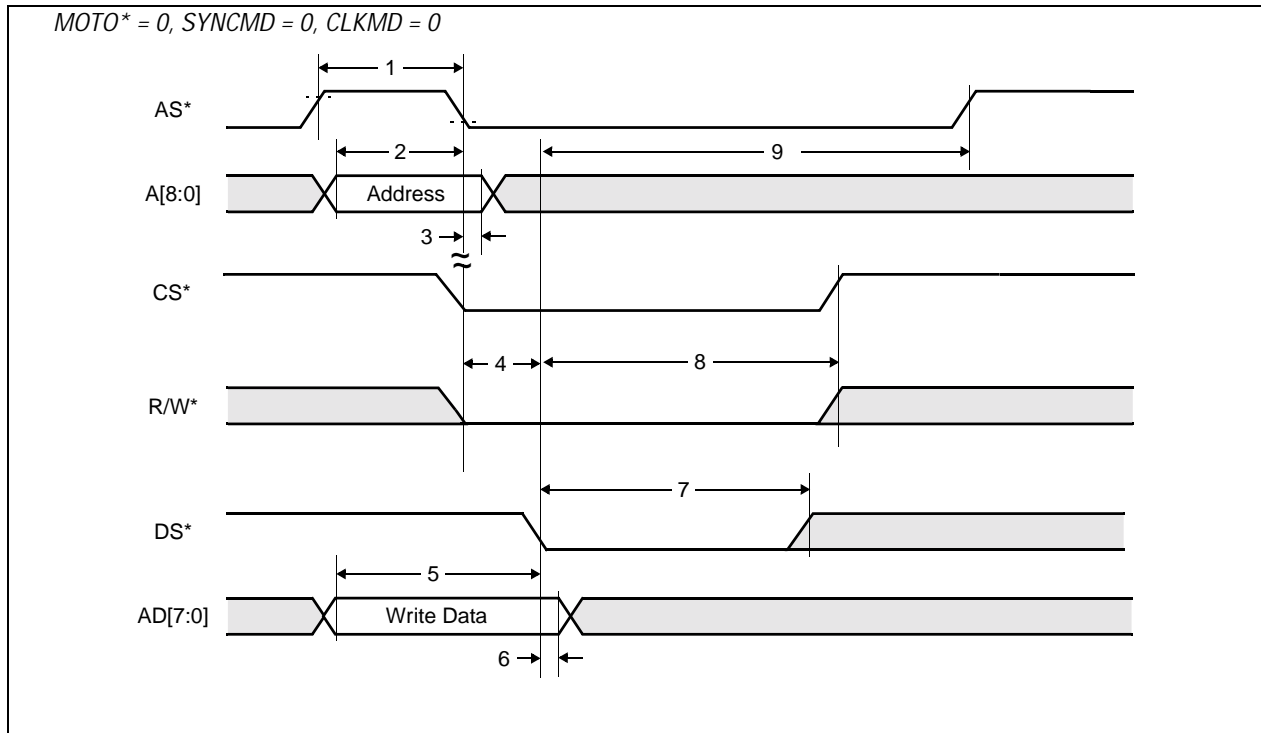 MOTO* = 0, SYNCMD = 0, CLKMD = 0
1
AS*
2
9
A[8:0]
Address
3
≈
CS*
4
8
R/W*
7
DS*
5
AD[7:0]
Write Data
6